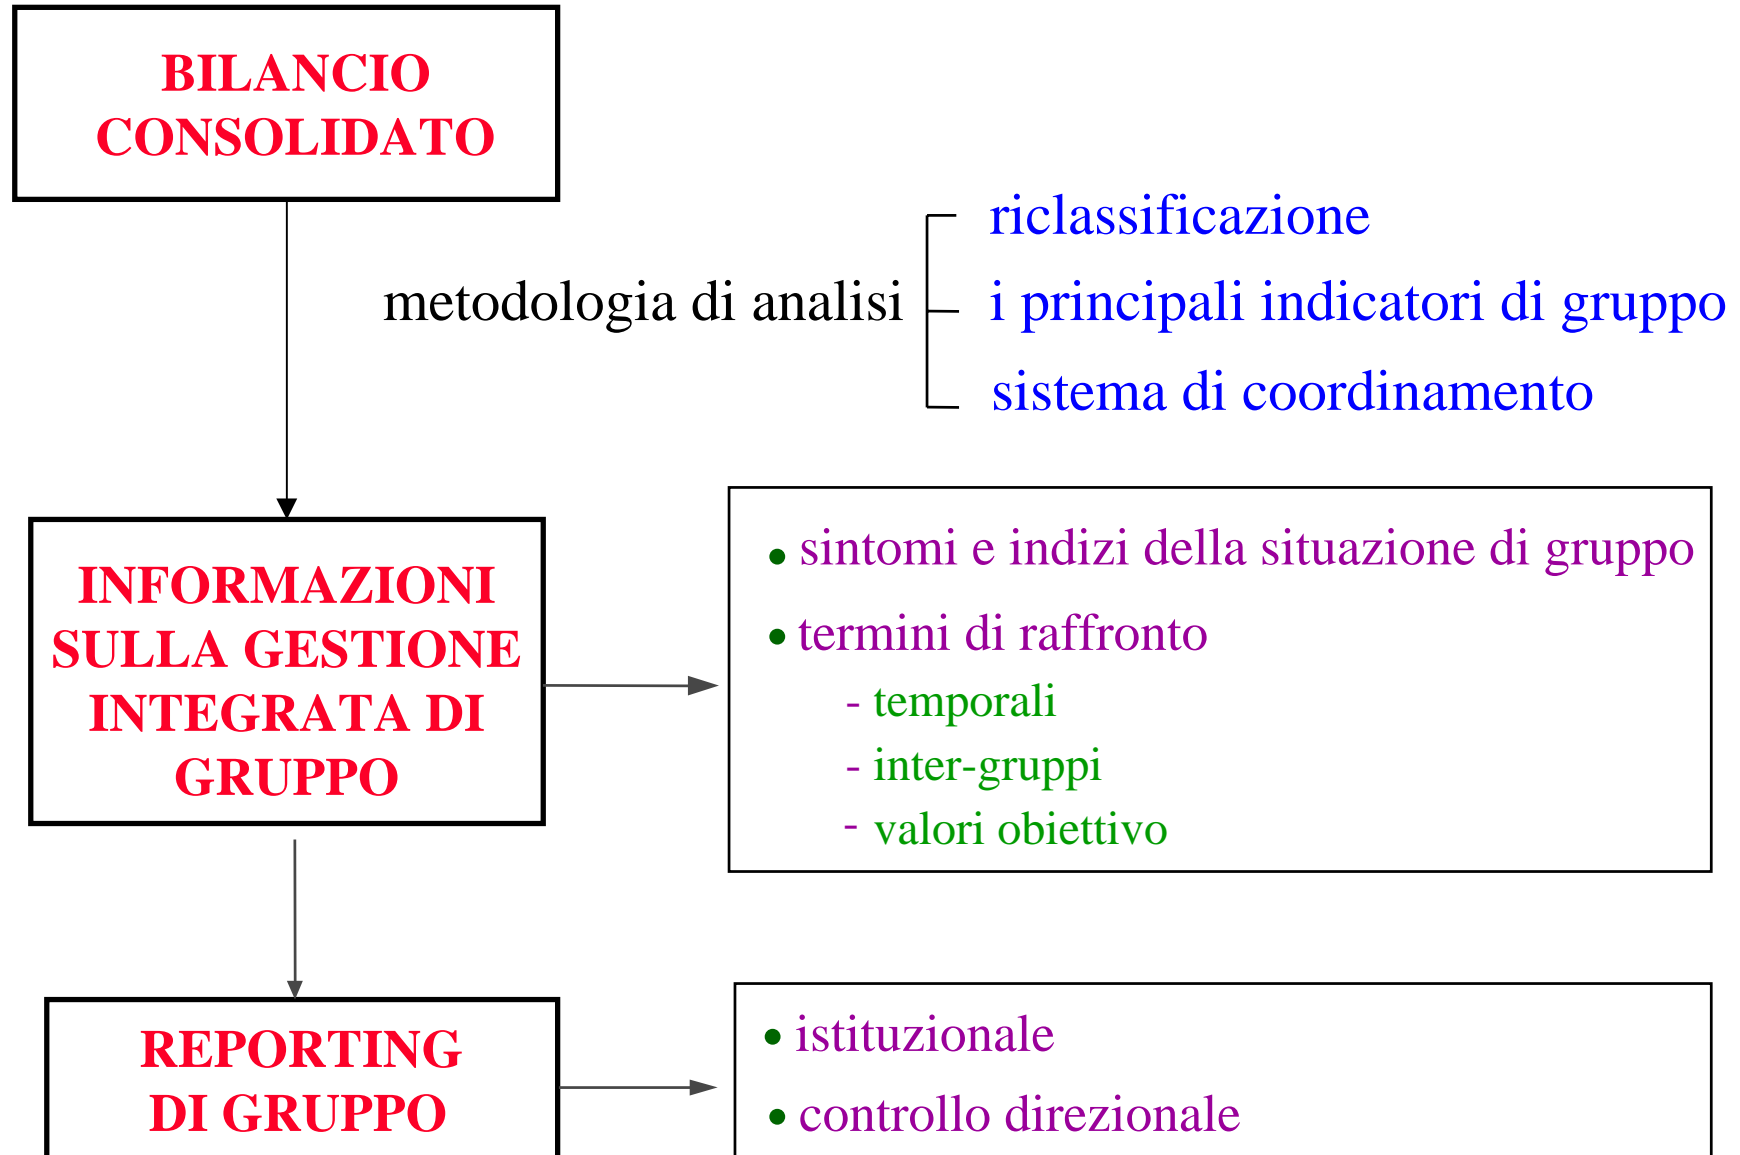 BILANCIO
CONSOLIDATO
riclassificazione
metodologia di analisi
i principali indicatori di gruppo
sistema di coordinamento
INFORMAZIONI
SULLA GESTIONE
INTEGRATA DI
GRUPPO
• sintomi e indizi della situazione di gruppo
• termini di raffronto
- temporali
- inter-gruppi
- valori obiettivo
REPORTING
DI GRUPPO
• istituzionale
• controllo direzionale